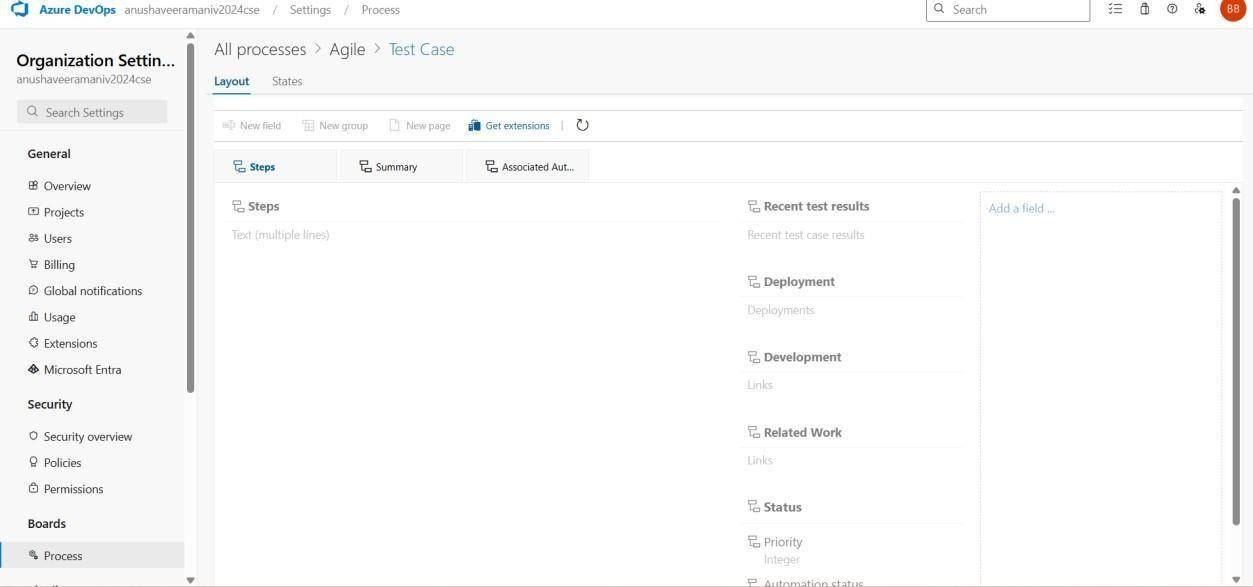 Azure DevOps anushaveeramaniv2024cse / Settings / Process
Search
BB
Organization Settin...
anushaveeramaniv2024cse
Search Settings
General
Overview
Projects
Users
Billing
Global notifications
Usage
Extensions
Microsoft Entra
Security
Security overview
Policies
Permissions
Boards
Process
All processes > Agile > Test Case
Layout States
New field New group New page Get extensions |
Steps Summary Associated Aut...
Steps
Text (multiple lines)
Recent test results
Recent test case results
Deployment
Deployments
Development
Links
Related Work
Links
Status
Priority
Integer
Automation status
Add a field ...